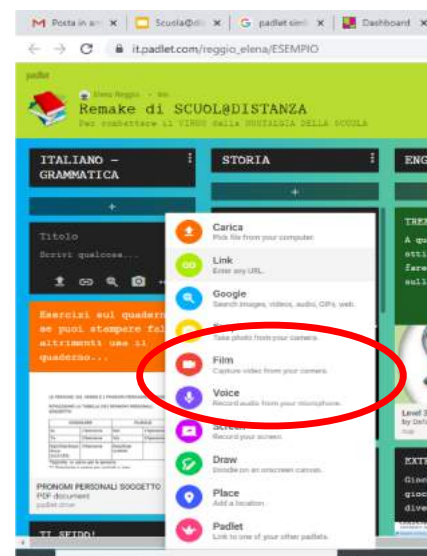 Posta in arr
Scuola@di
padlet simi
Dashboard
it.padlet.com/reggio_elena/ESEMPIO
padlet
Elena Reggio
Remake di SCUOL@DISTANZA
Per combattere il VIRUS della NOSTALGIA DELLA SCUOLA
ITALIANO – GRAMMATICA
STORIA
ENG
Titolo
Scrivi qualcosa...
Esercizi sul quaderno
se puoi stampare fal
altrimenti usa il
quaderno...
PRONOMI PERSONALI SOGGETTO
PDF document
padlet drive
TI SFIDO!
Carica
Pick file from your computer.
Link
Enter any URL.
Google
Search images, videos, audio, GIFs, web.
Take photo from your camera.
Film
Capture video from your camera.
Voice
Record audio from your microphone.
Screen
Record your screen.
Draw
Doodle on an onscreen canvas.
Place
Add a location.
Padlet
Link to one of your other padlets.
A qu
otti
fare
sull
Level 3
EXT
Gion
gioc
dive